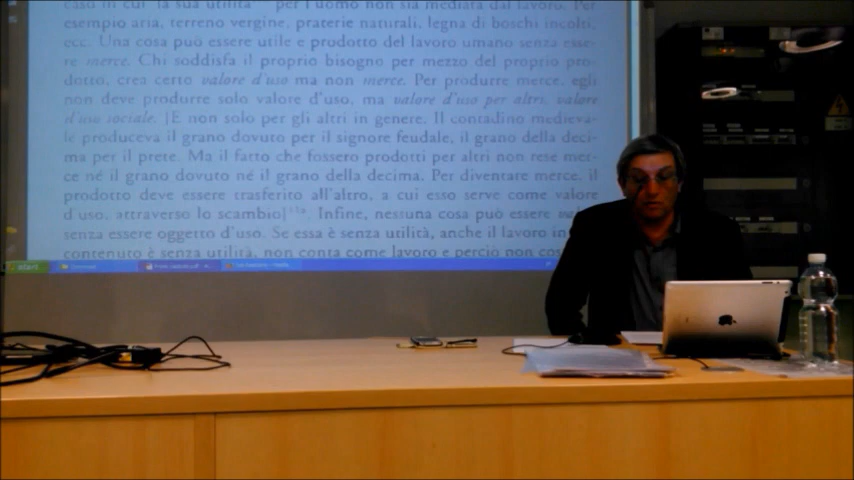 caso in cui la sua utilità per l'uomo non sia mediata dal lavoro. Per
esempio aria, terreno vergine, praterie naturali, legna di boschi incolti,
ecc. Una cosa può essere utile e prodotto del lavoro umano senza esse-
re merce. Chi soddisfa il proprio bisogno per mezzo del proprio pro-
dotto, crea certo valore d'uso ma non merce. Per produrre merce, egli
non deve produrre solo valore d'uso, ma valore d'uso per altri, valore
d'uso sociale. [E non solo per gli altri in genere. Il contadino medieva-
le produceva il grano dovuto per il signore feudale, il grano della deci-
ma per il prete. Ma il fatto che fossero prodotti per altri non rese mer-
ce né il grano dovuto né il grano della decima. Per diventare merce, il
prodotto deve essere trasferito all'altro, a cui esso serve come valore
d'uso, attraverso lo scambio] Infine, nessuna cosa può essere
senza essere oggetto d'uso. Se essa è senza utilità, anche il lavoro in
contenuto è senza utilità, non conta come lavoro e perciò non
start